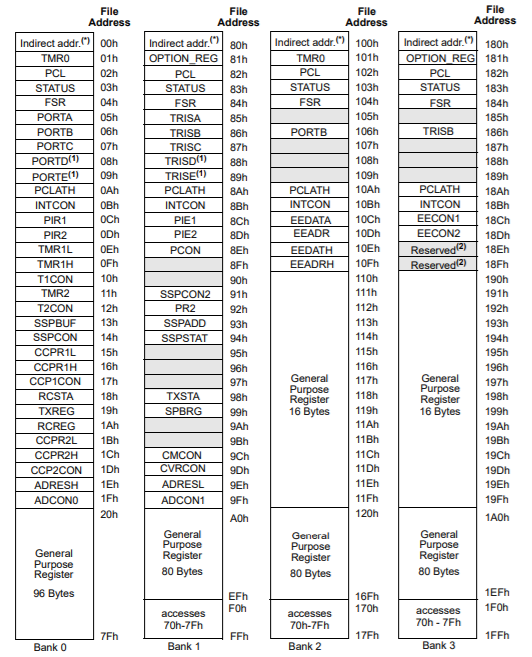 File Address File Address File Address File Address
Indirect addr.(*) 00h Indirect addr.(*) 80h Indirect addr.(*) 100h Indirect addr.(*) 180h
TMR0 01h OPTION_REG 81h TMR0 101h OPTION_REG 181h
PCL 02h PCL 82h PCL 102h PCL 182h
STATUS 03h STATUS 83h STATUS 103h STATUS 183h
FSR 04h FSR 84h FSR 104h FSR 184h
PORTA 05h TRISA 85h 105h 185h
PORTB 06h TRISB 86h PORTB 106h TRISB 186h
PORTC 07h TRISC 87h 107h 187h
PORTD(1) 08h TRISD(1) 88h 108h 188h
PORTE(1) 09h TRISE(1) 89h 109h 189h
PCLATH 0Ah PCLATH 8Ah PCLATH 10Ah PCLATH 18Ah
INTCON 0Bh INTCON 8Bh INTCON 10Bh INTCON 18Bh
PIR1 0Ch PIE1 8Ch EEDATA 10Ch EECON1 18Ch
PIR2 0Dh PIE2 8Dh EEADR 10Dh EECON2 18Dh
TMR1L 0Eh PCON 8Eh EEDATH 10Eh Reserved(2) 18Eh
TMR1H 0Fh 8Fh EEADRH 10Fh Reserved(2) 18Fh
T1CON 10h 90h 110h 190h
TMR2 11h SSPCON2 91h 111h 191h
T2CON 12h PR2 92h 112h 192h
SSPBUF 13h SSPADD 93h 113h 193h
SSPCON 14h SSPSTAT 94h 114h 194h
CCPR1L 15h 95h 115h 195h
CCPR1H 16h 96h 116h 196h
CCP1CON 17h 97h General 117h General 197h
RCSTA 18h TXSTA 98h Purpose Register 118h Purpose Register 198h
TXREG 19h SPBRG 99h 16 Bytes 119h 16 Bytes 199h
RCREG 1Ah 9Ah 11Ah 19Ah
CCPR2L 1Bh 9Bh 11Bh 19Bh
CCPR2H 1Ch CMCON 9Ch 11Ch 19Ch
CCP2CON 1Dh CVRCON 9Dh 11Dh 19Dh
ADRESH 1Eh ADRESL 9Eh 11Eh 19Eh
ADCON0 1Fh ADCON1 9Fh 11Fh 19Fh
20h A0h 120h 1A0h
General General General General
Purpose Purpose Purpose Purpose
Register Register Register Register
96 Bytes 80 Bytes 80 Bytes 80 Bytes
EFh 16Fh 1EFh
accesses F0h accesses 170h accesses 1F0h
70h-7Fh 70h-7Fh 70h - 7Fh
7Fh FFh 17Fh 1FFh
Bank 0 Bank 1 Bank 2 Bank 3